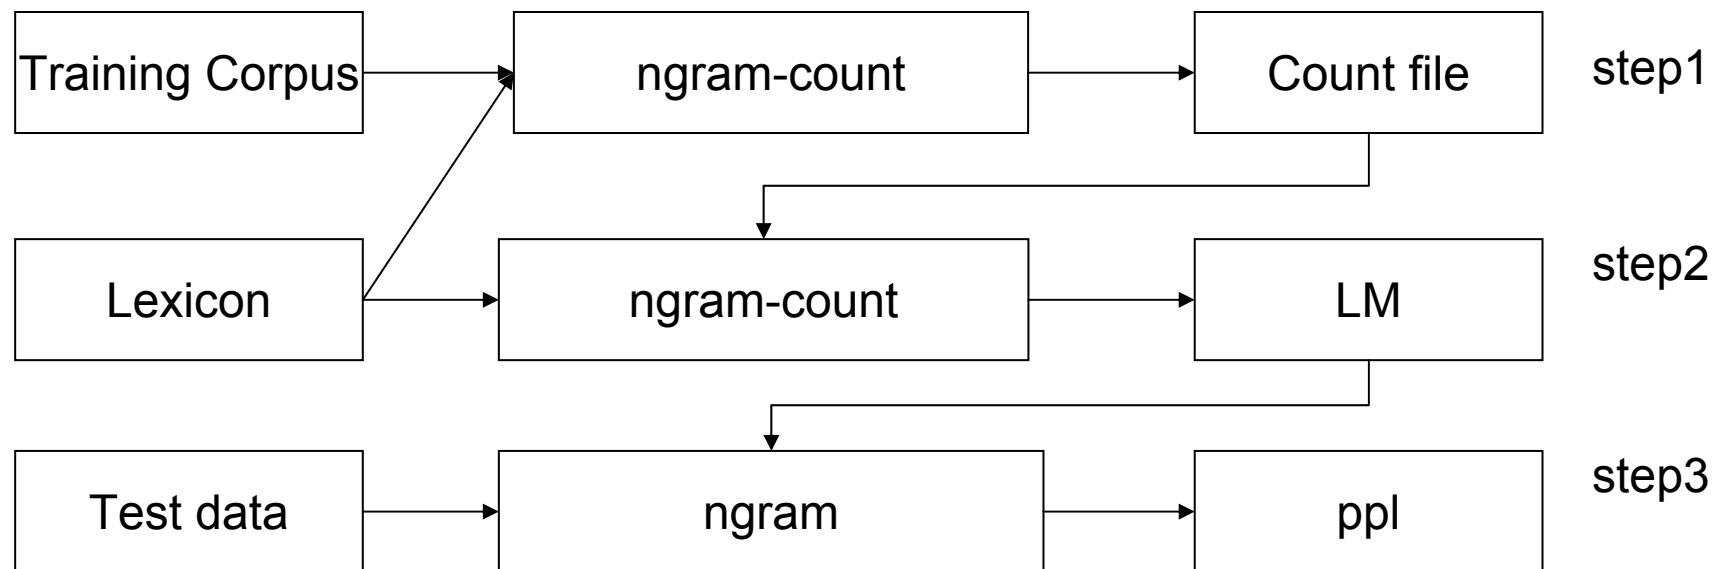 Training Corpus
ngram-count
Count file
step1
Lexicon
ngram-count
LM
step2
Test data
ngram
ppl
step3